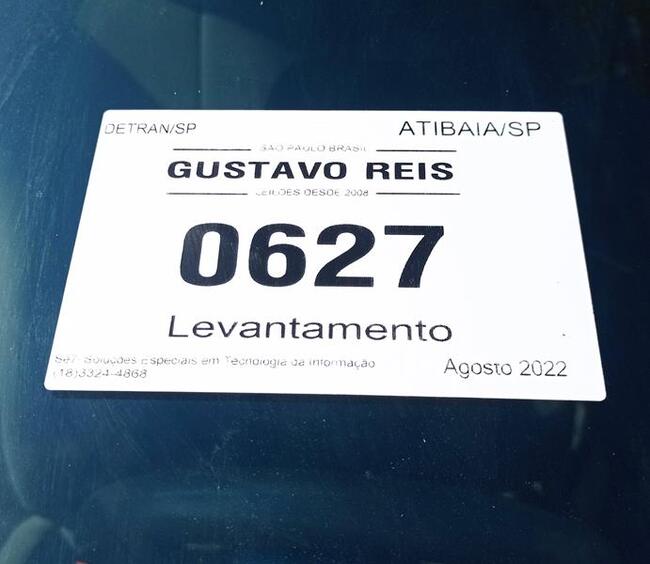 DETRAN/SP
ATIBAIA/SP
SÃO PAULO BRASIL
GUSTAVO REIS
LEILÕES DESDE 2008
0627
Levantamento
Soluções Especiais em Tecnologia da Informação
(18)3324-4868
Agosto 2022